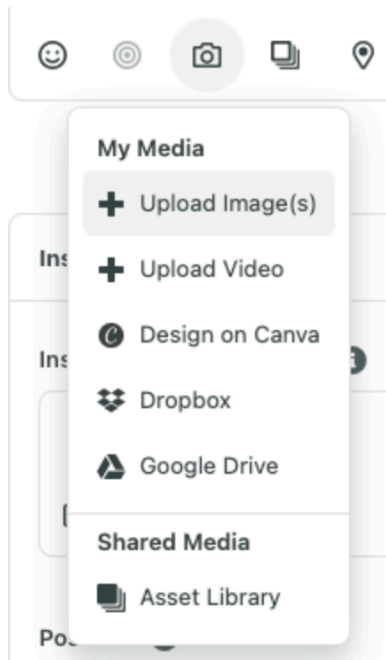 My Media
Upload Image(s)
Upload Video
Design on Canva
Dropbox
Google Drive
Shared Media
Asset Library